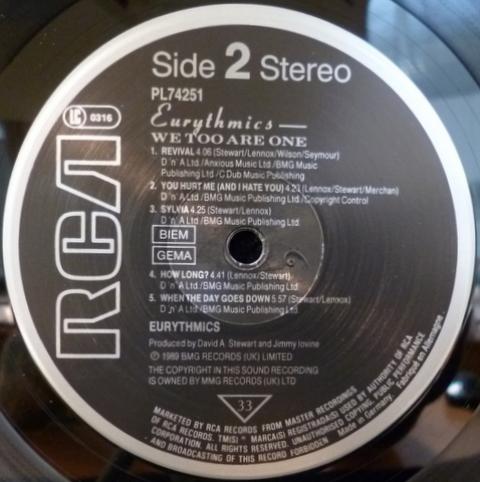 Side 2 Stereo
PL74251
LC 0316
RCA
Eurythmics
WE TOO ARE ONE
1. REVIVAL 4.06 (Stewart/Lennox/Wilson/Seymour)
D 'n' A Ltd./Anxious Music Ltd./BMG Music
Publishing Ltd/C Dub Music Publishing
2. YOU HURT ME (AND I HATE YOU) 4.23 (Lennox/Stewart/Merchan)
D 'n' A Ltd/BMG Music Publishing Ltd./Copyright Control
3. SYLVIA 4.25 (Stewart/Lennox)
D 'n' A Ltd/BMG Music Publishing Ltd.
BIEM
GEMA
4. HOW LONG? 4.41 (Lennox/Stewart)
D 'n' A Ltd./BMG Music Publishing Ltd.
5. WHEN THE DAY GOES DOWN 5.57 (Stewart/Lennox)
D 'n' A Ltd./BMG Music Publishing Ltd.
EURYTHMICS
Produced by David A. Stewart and Jimmy Iovine
℗ 1989 BMG RECORDS (UK) LIMITED
THE COPYRIGHT IN THIS SOUND RECORDING
IS OWNED BY MMG RECORDS (UK) LTD
33
MARKETED BY RCA RECORDS FROM MASTER RECORDINGS
OF RCA RECORDS. TM(S) ® MARCA(S) REGISTRADA(S) USED BY AUTHORITY OF RCA
CORPORATION. ALL RIGHTS RESERVED. UNAUTHORISED COPYING, PUBLIC PERFORMANCE
AND BROADCASTING OF THIS RECORD FORBIDDEN
Made in Germany. Fabriqué en Allemagne